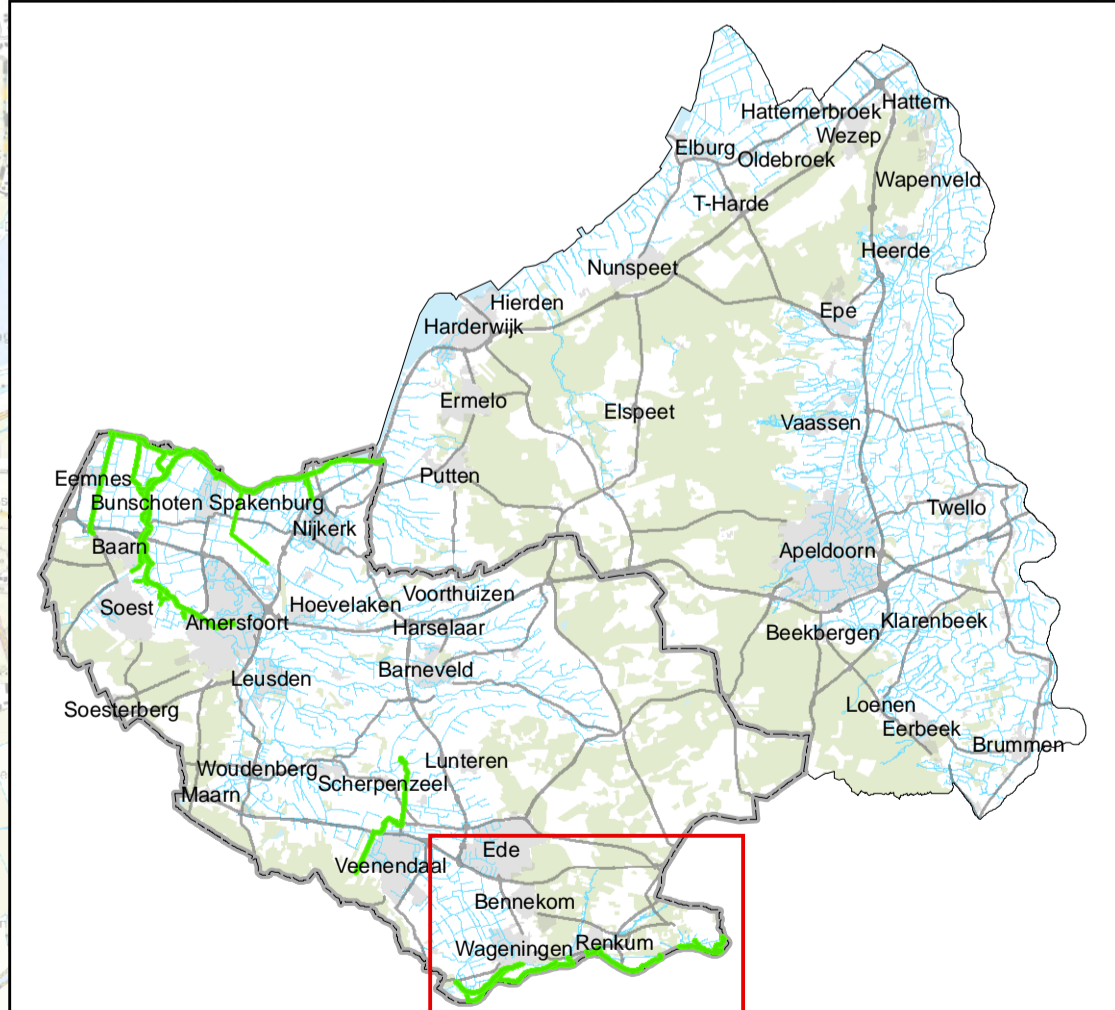 Hattem
Hattemerbroek
Wezep
Elburg
Oldebroek
Wapenveld
T-Harde
Heerde
Nunspeet
Hierden
Epe
Harderwijk
Ermelo
Elspeet
Vaassen
Putten
Eemnes
Bunschoten Spakenburg
Twello
Nijkerk
Baarn
Apeldoorn
Voorthuizen
Soest
Hoevelaken
Amersfoort
Klarenbeek
Harselaar
Beekbergen
Barneveld
Leusden
Loenen
Soesterberg
Eerbeek
Brummen
Lunteren
Woudenberg
Scherpenzeel
Maarn
Ede
Veenendaal
Bennekom
Renkum
Wageningen